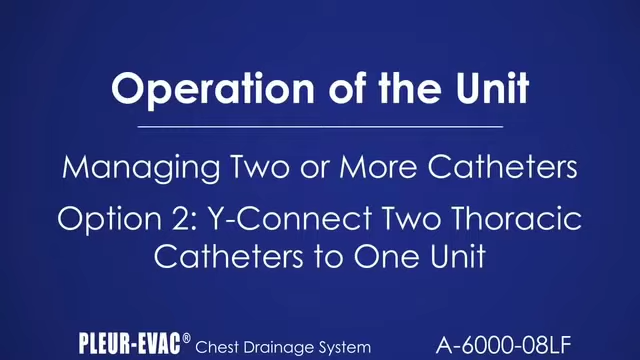 Operation of the Unit
Managing Two or More Catheters
Option 2: Y-Connect Two Thoracic
Catheters to One Unit
PLEUR-EVAC® Chest Drainage System A-6000-08LF